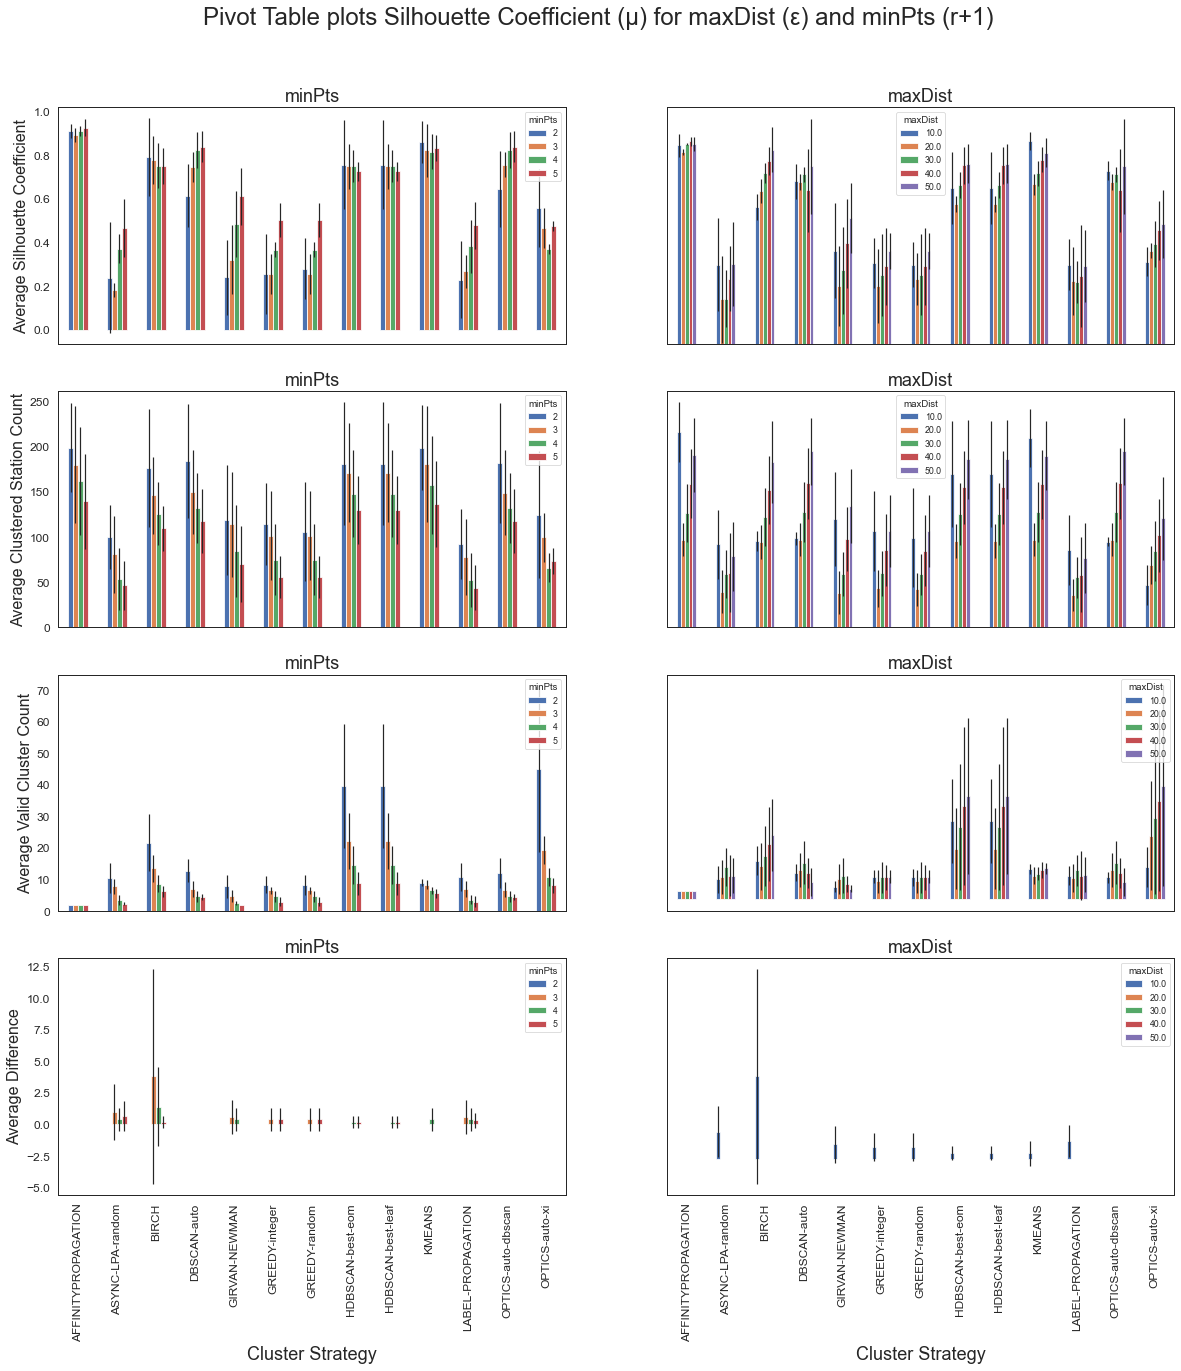 Pivot Table plots Silhouette Coefficient (μ) for maxDist (ε) and minPts (r+1)
minPts
maxDist
Average Silhouette Coefficient
1.0
0.8
0.6
0.4
0.2
0.0
minPts
2
3
4
5
maxDist
10.0
20.0
30.0
40.0
50.0
minPts
maxDist
Average Clustered Station Count
250
200
150
100
50
0
minPts
2
3
4
5
maxDist
10.0
20.0
30.0
40.0
50.0
minPts
maxDist
Average Valid Cluster Count
70
60
50
40
30
20
10
0
minPts
2
3
4
5
maxDist
10.0
20.0
30.0
40.0
50.0
minPts
maxDist
Average Difference
12.5
10.0
7.5
5.0
2.5
0.0
−2.5
−5.0
minPts
2
3
4
5
maxDist
10.0
20.0
30.0
40.0
50.0
AFFINITYPROPAGATION
ASYNC-LPA-random
BIRCH
DBSCAN-auto
GIRVAN-NEWMAN
GREEDY-integer
GREEDY-random
HDBSCAN-best-eom
HDBSCAN-best-leaf
KMEANS
LABEL-PROPAGATION
OPTICS-auto-dbscan
OPTICS-auto-xi
Cluster Strategy
AFFINITYPROPAGATION
ASYNC-LPA-random
BIRCH
DBSCAN-auto
GIRVAN-NEWMAN
GREEDY-integer
GREEDY-random
HDBSCAN-best-eom
HDBSCAN-best-leaf
KMEANS
LABEL-PROPAGATION
OPTICS-auto-dbscan
OPTICS-auto-xi
Cluster Strategy